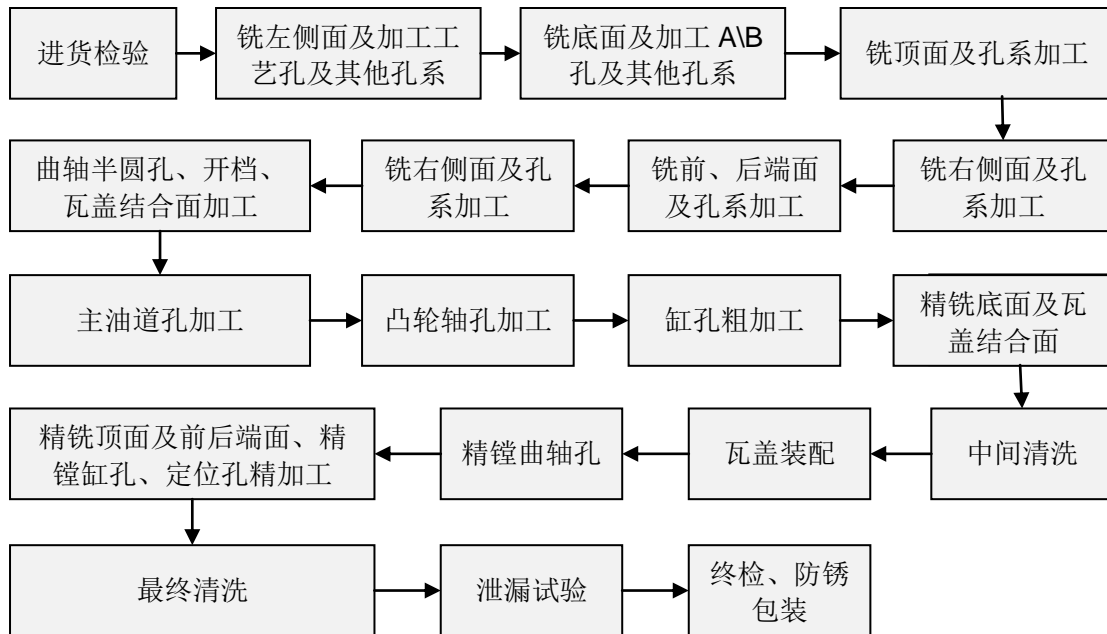 进货检验
铣左侧面及加工工
艺孔及其他孔系
铣底面及加工 A\B
孔及其他孔系
铣顶面及孔系加工
铣右侧面及孔
系加工
铣前、后端面
及孔系加工
铣右侧面及孔
系加工
曲轴半圆孔、开档、
瓦盖结合面加工
主油道孔加工
凸轮轴孔加工
缸孔粗加工
精铣底面及瓦
盖结合面
中间清洗
瓦盖装配
精镗曲轴孔
精铣顶面及前后端面、精
镗缸孔、定位孔精加工
最终清洗
泄漏试验
终检、防锈
包装